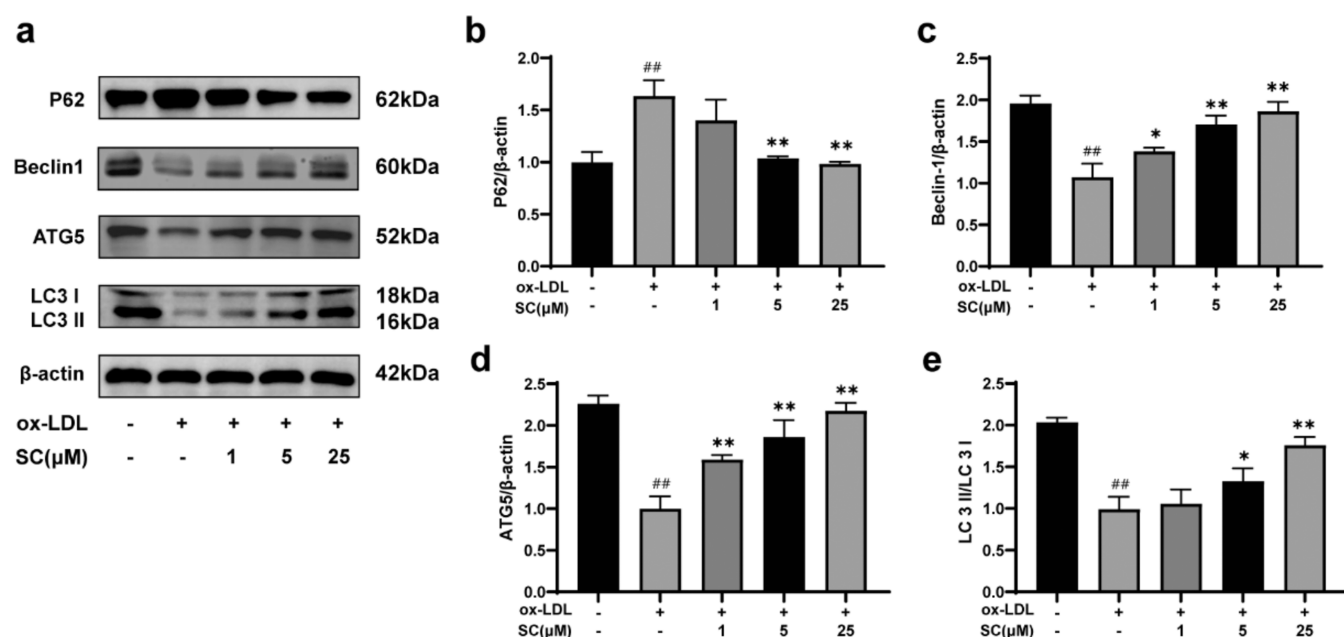 a
P62
62kDa
Beclin1
60kDa
ATG5
52kDa
LC3 I
18kDa
LC3 II
16kDa
β-actin
42kDa
ox-LDL - + + + +
SC(μM) - - 1 5 25
b
P62/β-actin
2.0
1.5
1.0
0.5
0.0
##
** **
ox-LDL - + + + +
SC(μM) - - 1 5 25
c
Beclin-1/β-actin
2.5
2.0
1.5
1.0
0.5
0.0
##
*
**
**
ox-LDL - + + + +
SC(μM) - - 1 5 25
d
ATG5/β-actin
2.5
2.0
1.5
1.0
0.5
0.0
##
**
**
**
ox-LDL - + + + +
SC(μM) - - 1 5 25
e
LC 3 II/LC 3 I
2.5
2.0
1.5
1.0
0.5
0.0
##
*
**
ox-LDL - + + + +
SC(μM) - - 1 5 25